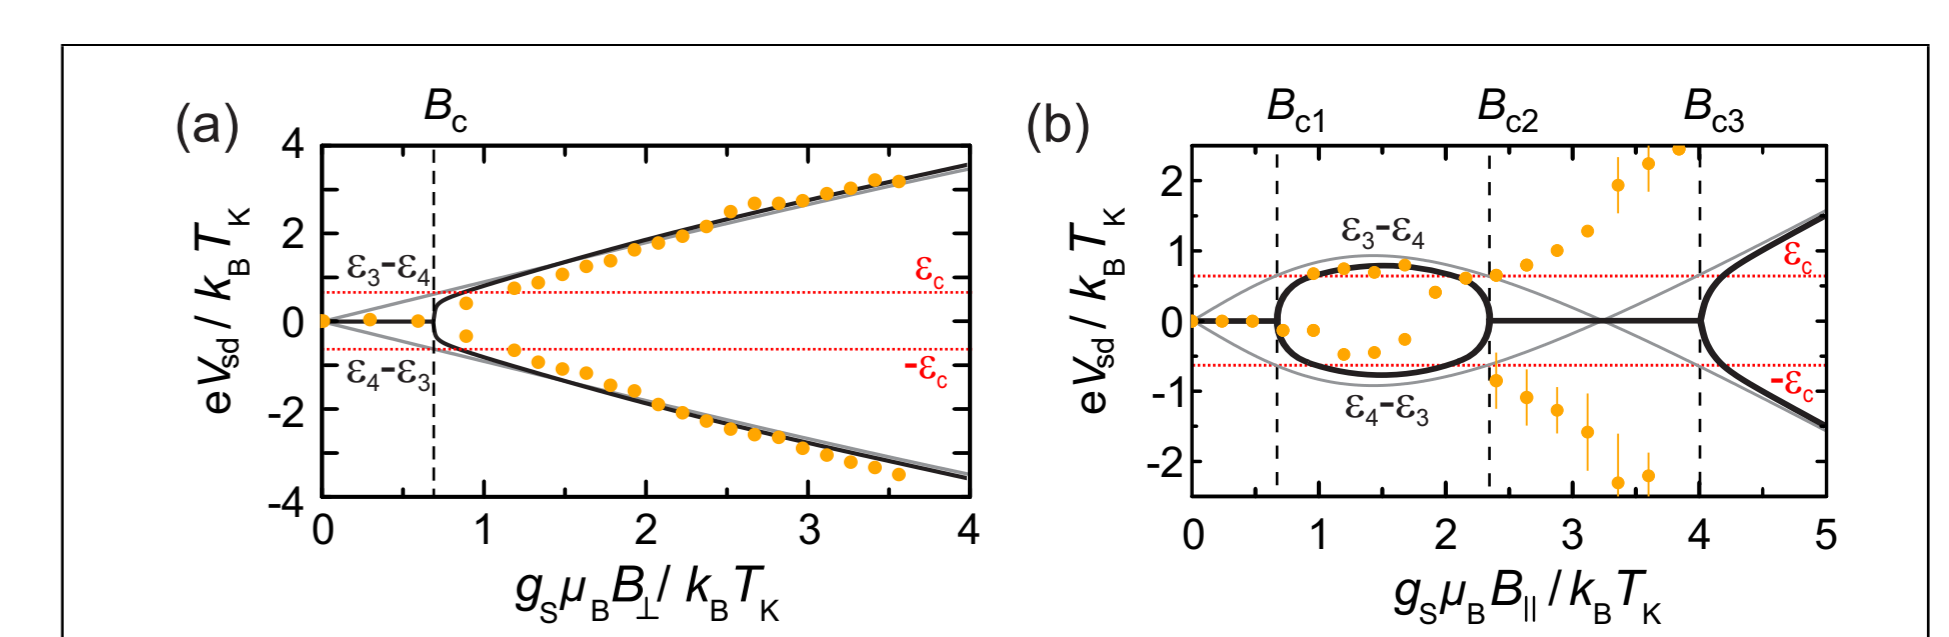 (a)
B_c
4
2
0
-2
-4
eV_sd / k_B T_K
ε_3-ε_4
ε_4-ε_3
ε_c
-ε_c
0 1 2 3 4
g_S μ_B B_⊥ / k_B T_K
(b)
B_c1 B_c2 B_c3
2
1
0
-1
-2
eV_sd / k_B T_K
ε_3-ε_4
ε_4-ε_3
ε_c
-ε_c
0 1 2 3 4 5
g_S μ_B B_|| / k_B T_K